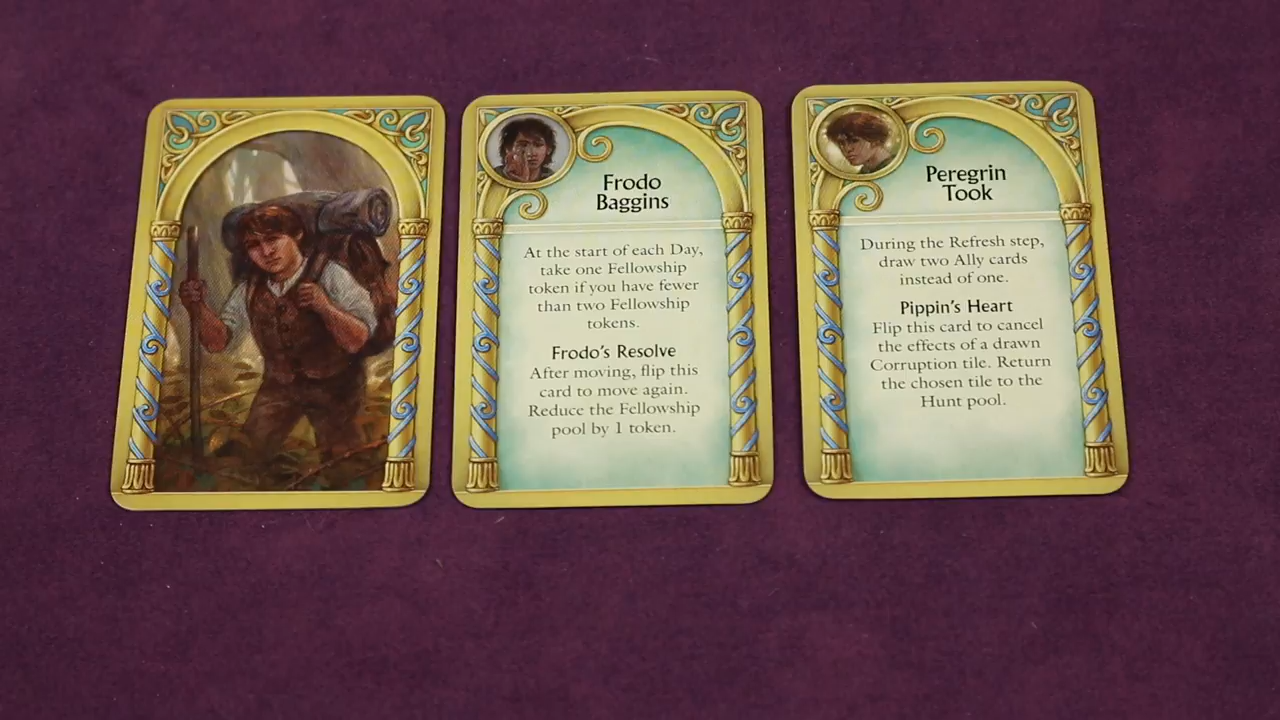 Frodo
Baggins
At the start of each Day,
take one Fellowship
token if you have fewer
than two Fellowship
tokens.
Frodo's Resolve
After moving, flip this
card to move again.
Reduce the Fellowship
pool by 1 token.
Peregrin
Took
During the Refresh step,
draw two Ally cards
instead of one.
Pippin's Heart
Flip this card to cancel
the effects of a drawn
Corruption tile. Return
the chosen tile to the
Hunt pool.